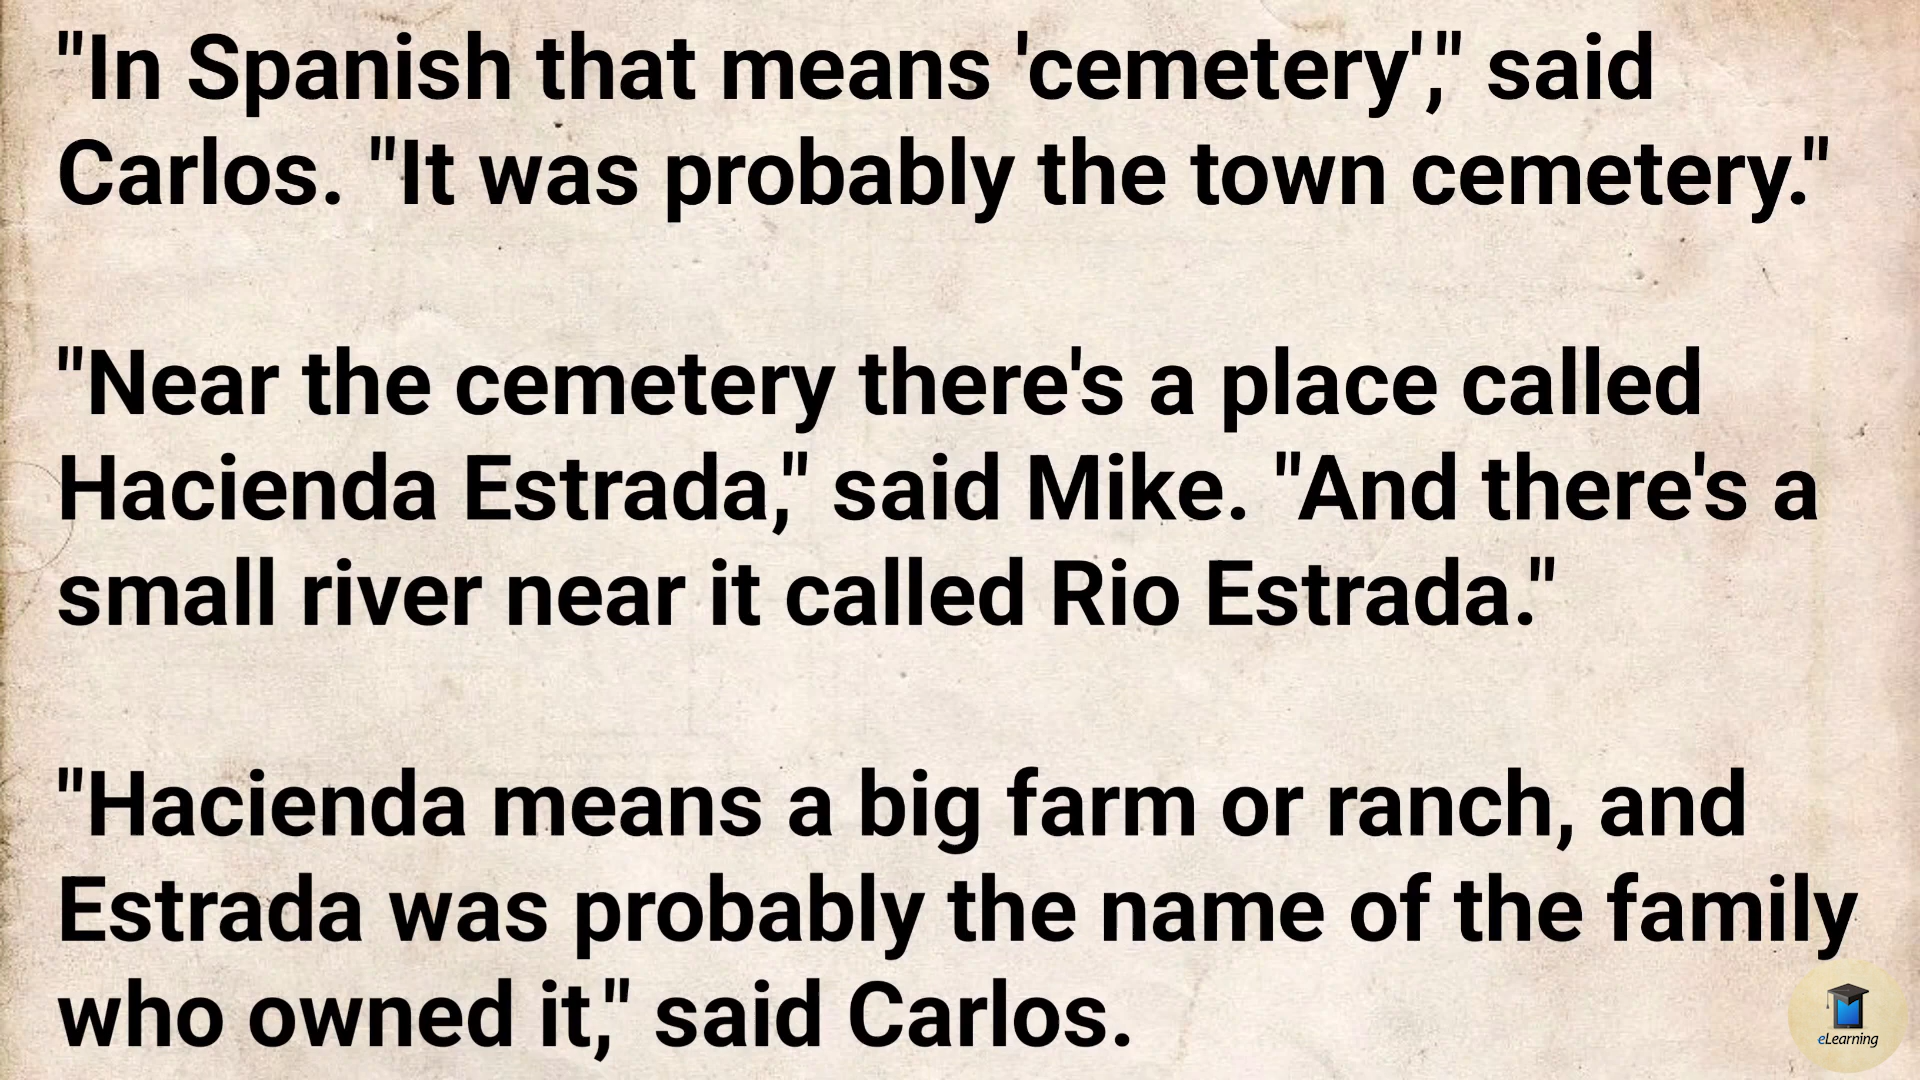 "In Spanish that means 'cemetery'," said
Carlos. "It was probably the town cemetery."
"Near the cemetery there's a place called
Hacienda Estrada," said Mike. "And there's a
small river near it called Rio Estrada."
"Hacienda means a big farm or ranch, and
Estrada was probably the name of the family
who owned it," said Carlos.
eLearning